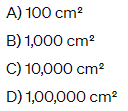 A) 100 cm²
B) 1,000 cm²
C) 10,000 cm²
D) 1,00,000 cm²